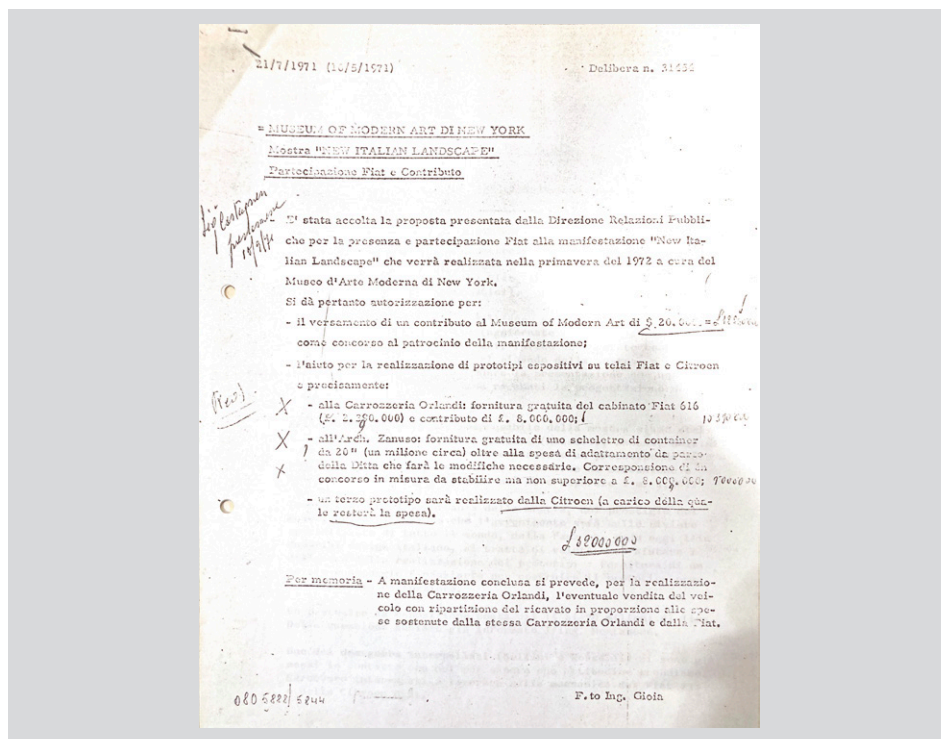 21/7/1971 (18/5/1971)
Delibera n.
= MUSEUM OF MODERN ART DI NEW YORK
Mostra "NEW ITALIAN LANDSCAPE"
Partecipazione Fiat e Contributo
E' stata accolta la proposta presentata dalla Direzione Relazioni Pubbli-
che per la presenza e partecipazione Fiat alla manifestazione "New Ita-
lian Landscape" che verrà realizzata nella primavera del 1972 a cura del
Museo d'Arte Moderna di New York.
Si dà pertanto autorizzazione per:
- il versamento di un contributo al Museum of Modern Art di $ 20.000=
come concorso al patrocinio della manifestazione;
- l'aiuto per la realizzazione di prototipi espositivi su telai Fiat e Citroen
e precisamente:
- alla Carrozzeria Orlandi: fornitura gratuita del cabinato Fiat 616
(£. 000) e contributo di £. 8.000.000;
- all'Arch. Zanuso: fornitura gratuita di uno scheletro di container
da 20" (un milione circa) oltre alla spesa di adattamento da parte
della Ditta che farà le modifiche necessarie. Corresponsione di un
concorso in misura da stabilire ma non superiore a £. 8.000.000;
- un terzo prototipo sarà realizzato dalla Citroen (a carico della qua-
le resterà la spesa).
£ 32000000
Per memoria - A manifestazione conclusa si prevede, per la realizzazio-
ne della Carrozzeria Orlandi, l'eventuale vendita del vei-
colo con ripartizione del ricavato in proporzione alle spe-
se sostenute dalla stessa Carrozzeria Orlandi e dalla Fiat.
080 5822/5244
F.to Ing. Gioia